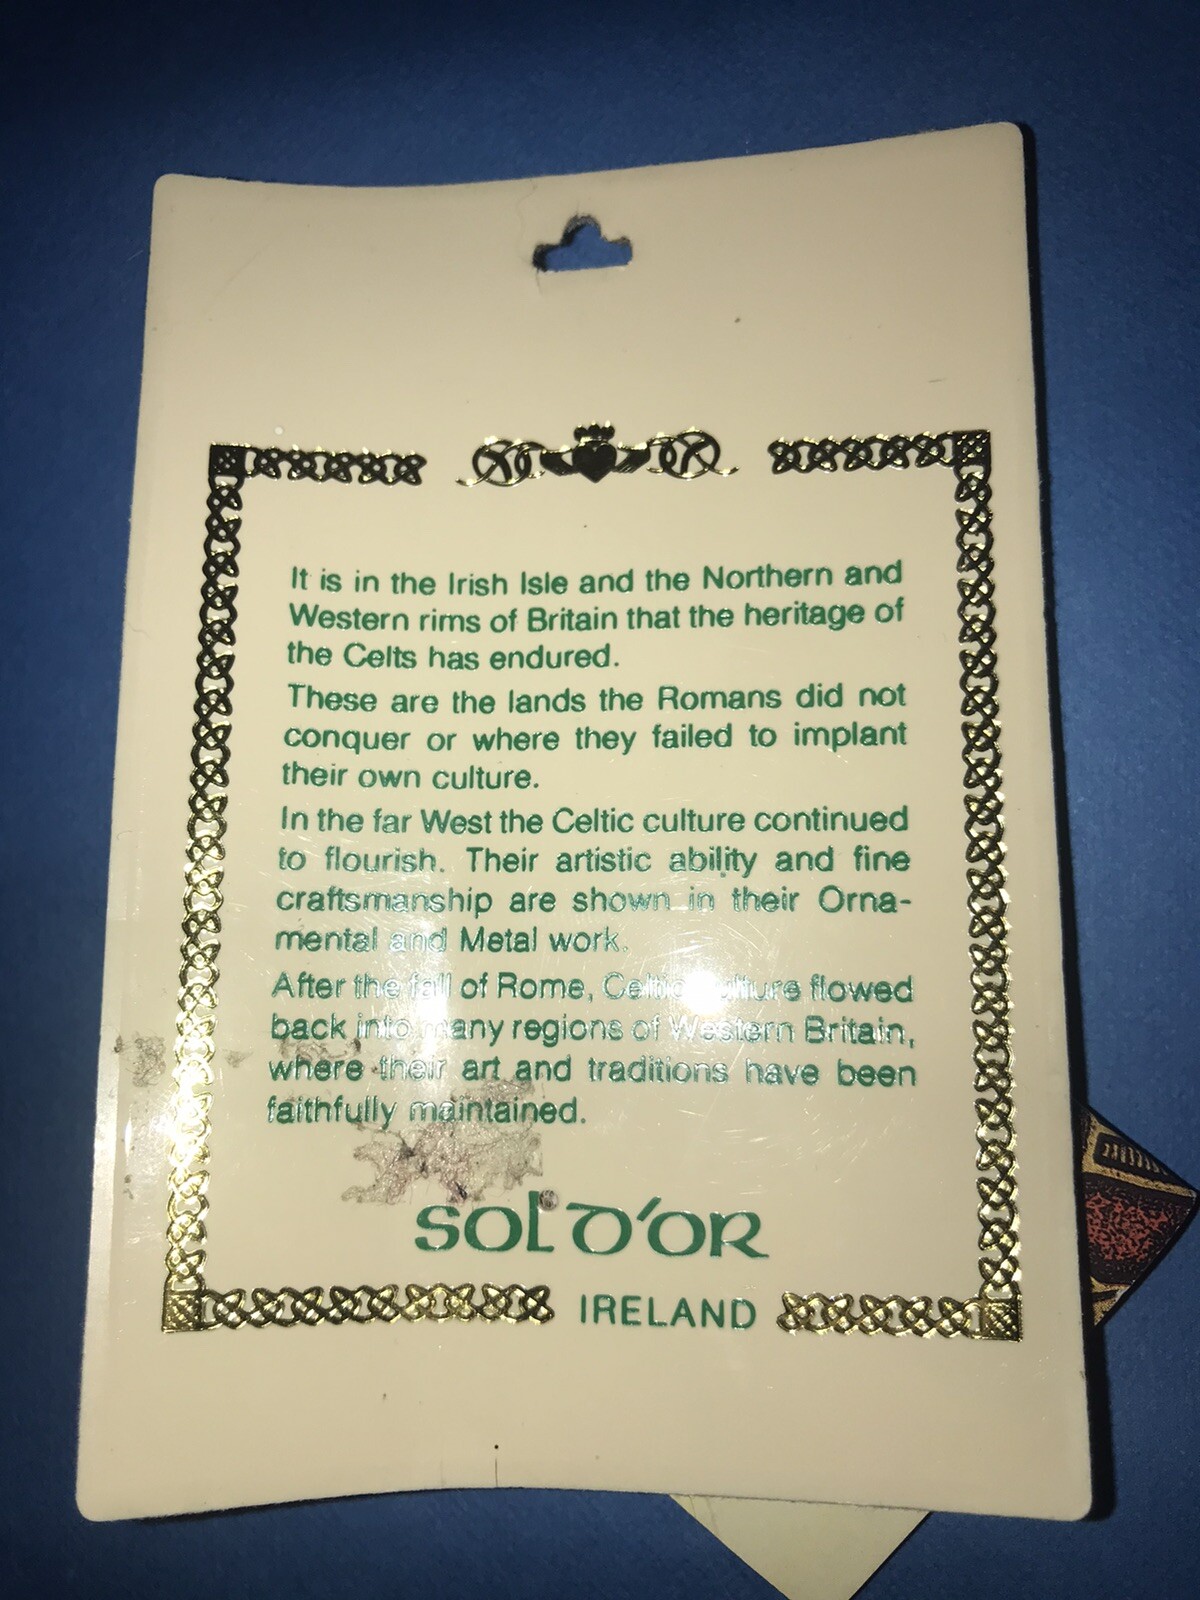 It is in the Irish Isle and the Northern and
Western rims of Britain that the heritage of
the Celts has endured.
These are the lands the Romans did not
conquer or where they failed to implant
their own culture.
In the far West the Celtic culture continued
to flourish. Their artistic ability and fine
craftsmanship are shown in their Orna-
mental and Metal work.
After the fall of Rome, Celtic culture flowed
back into many regions of Western Britain,
where their art and traditions have been
faithfully maintained.
SOL D'OR
IRELAND